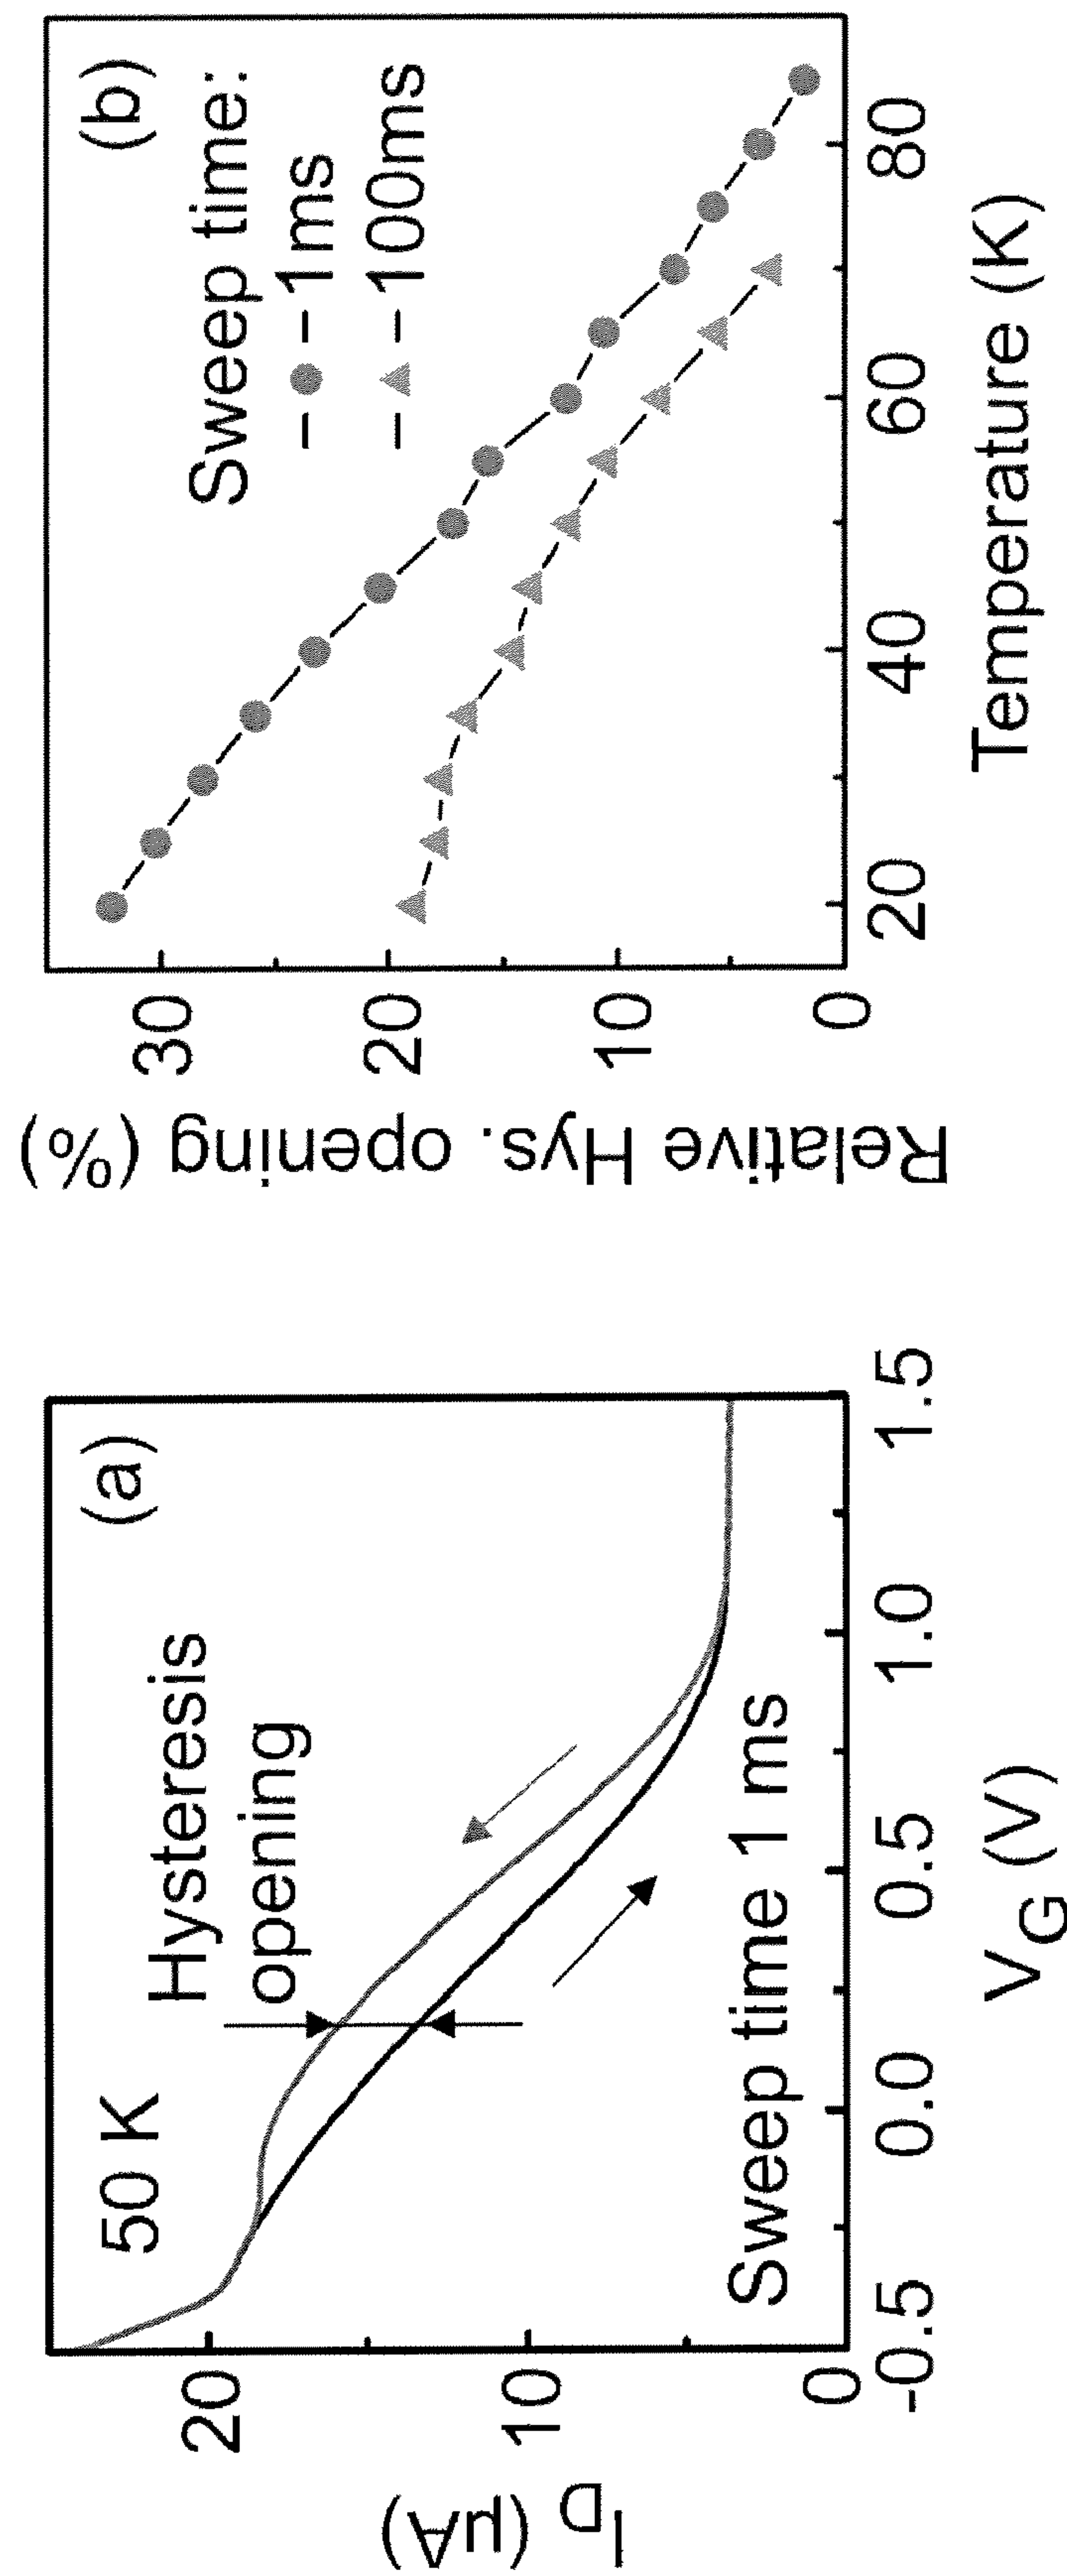 (a)
50 K
Hysteresis
opening
Sweep time 1 ms
20
10
0
-0.5
0.0
0.5
1.0
1.5
I_D (μA)
V_G (V)
(b)
Sweep time:
1ms
100ms
30
20
10
0
20
40
60
80
Relative Hys. opening (%)
Temperature (K)